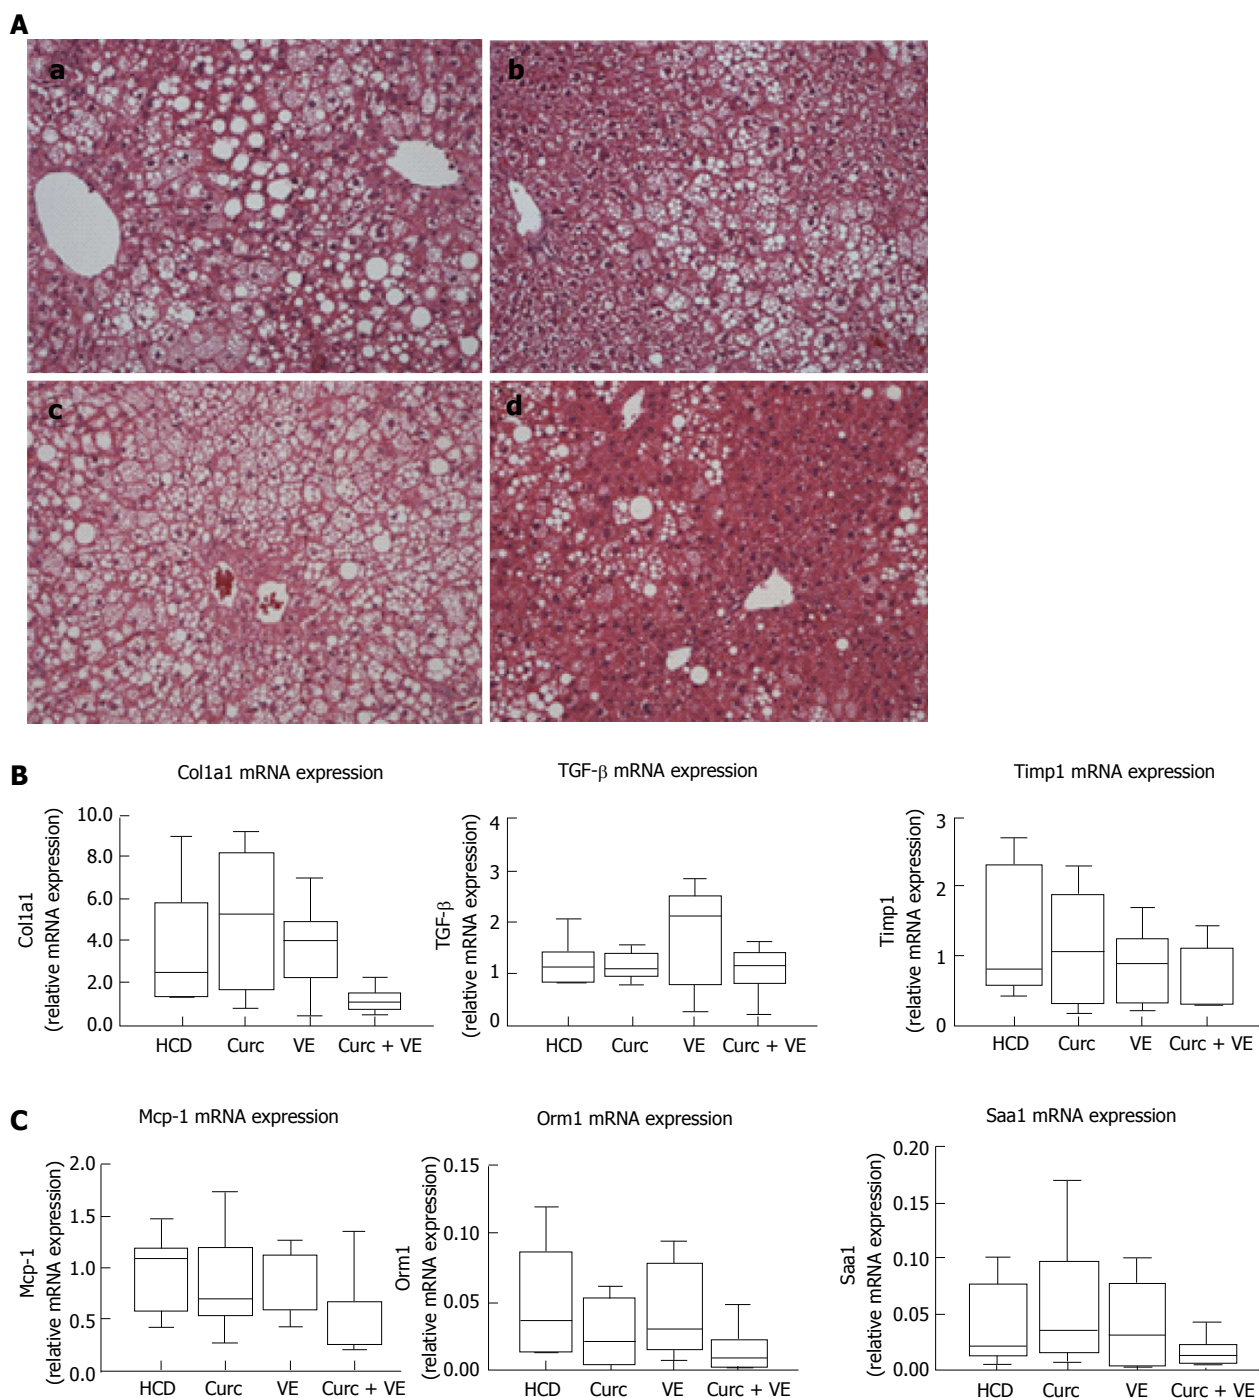 A
a
b
c
d
B
Col1a1 mRNA expression
Col1a1
(relative mRNA expression)
10.0
8.0
6.0
4.0
2.0
0.0
HCD Curc VE Curc + VE
TGF-β mRNA expression
TGF-β
(relative mRNA expression)
4
3
2
1
0
HCD Curc VE Curc + VE
Timp1 mRNA expression
Timp1
(relative mRNA expression)
3
2
1
0
HCD Curc VE Curc + VE
C
Mcp-1 mRNA expression
Mcp-1
(relative mRNA expression)
2.0
1.5
1.0
0.5
0.0
HCD Curc VE Curc + VE
Orm1 mRNA expression
Orm1
(relative mRNA expression)
0.15
0.10
0.05
0.00
HCD Curc VE Curc + VE
Saa1 mRNA expression
Saa1
(relative mRNA expression)
0.20
0.15
0.10
0.05
0.00
HCD Curc VE Curc + VE